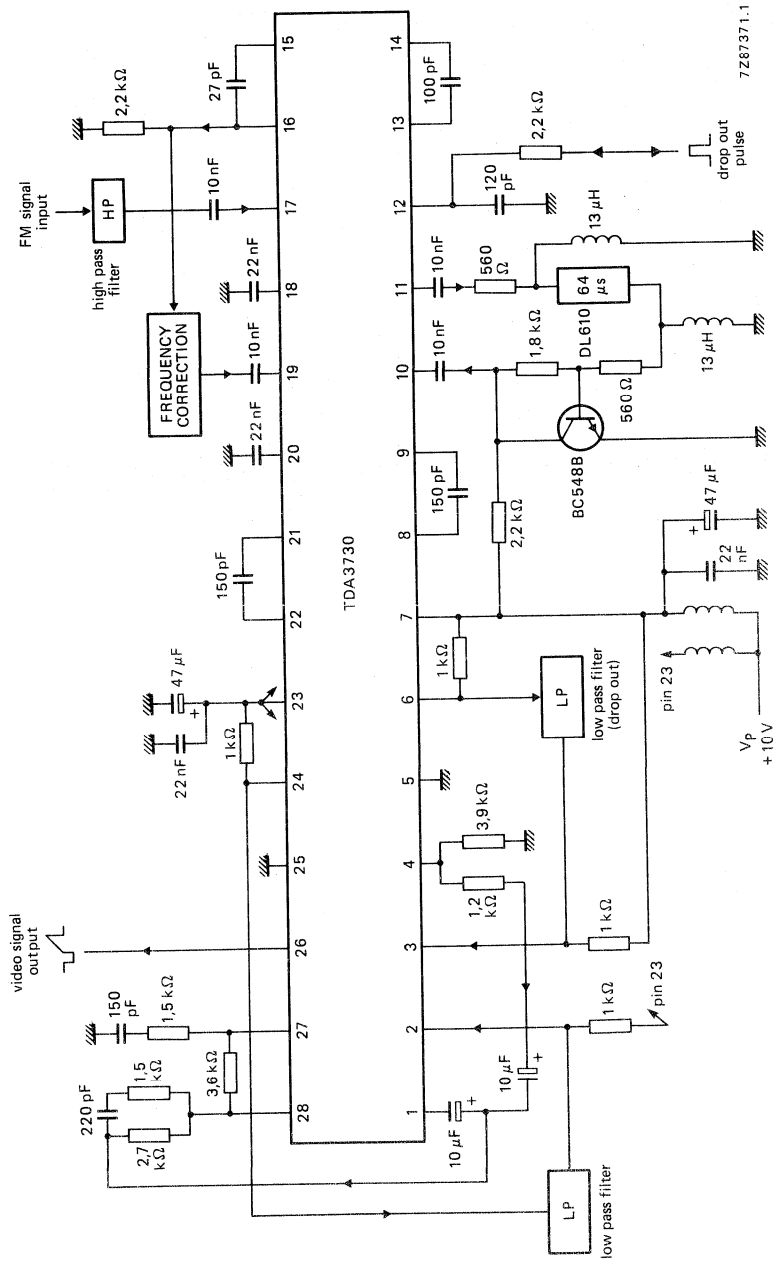 video signal
output
220 pF
1,5
kΩ
2,7
kΩ
3,6 kΩ
150
pF
1,5 kΩ
22 nF
47 µF
+
1 kΩ
150 pF
22 nF
FREQUENCY
CORRECTION
10 nF
22 nF
high pass
filter
FM signal
input
HP
10 nF
2,2 kΩ
27 pF
28
27
26
25
24
23
22
21
20
19
18
17
16
15
TDA3730
1
2
3
4
5
6
7
8
9
10
11
12
13
14
10 µF
+
10 µF
+
1,2
kΩ
3,9 kΩ
1 kΩ
150 pF
2,2 kΩ
10 nF
1,8 kΩ
BC548B
560 Ω
DL610
10 nF
560
Ω
64
µs
13 µH
13 µH
120
pF
2,2 kΩ
100 pF
drop out
pulse
LP
low pass filter
1 kΩ
pin 23
1 kΩ
LP
low pass filter
(drop out)
pin 23
VP
+10 V
22
nF
+
47 µF
7Z87371.1